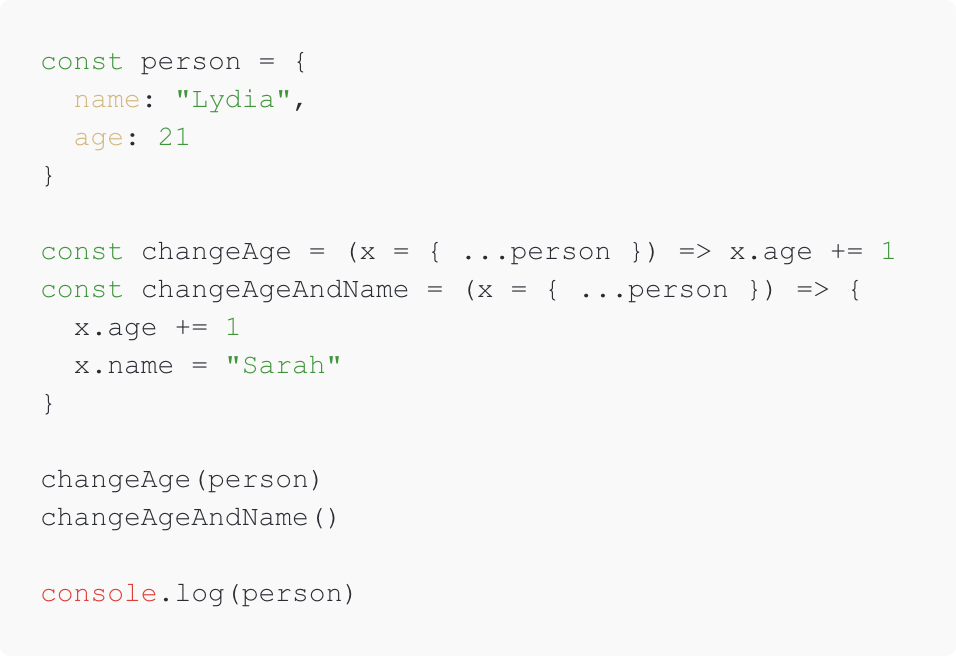 const person = {
  name: "Lydia",
  age: 21
}

const changeAge = (x = { ...person }) => x.age += 1
const changeAgeAndName = (x = { ...person }) => {
  x.age += 1
  x.name = "Sarah"
}

changeAge(person)
changeAgeAndName()

console.log(person)